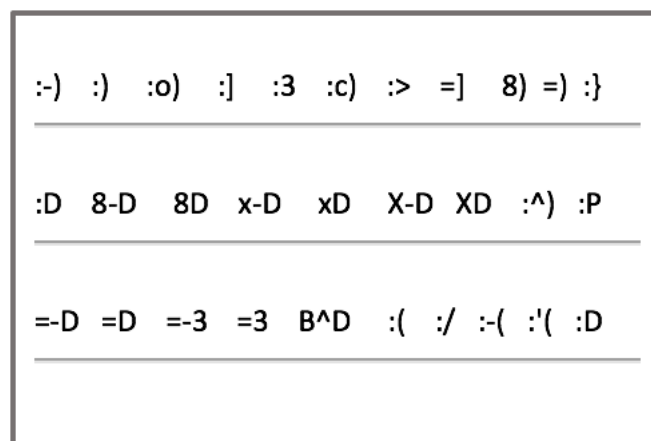 :-) :) :o) :] :3 :c) :> =] 8) =) :}
:D 8-D 8D x-D xD X-D XD :^) :P
=-D =D =-3 =3 B^D :( :/ :-( :'( :D